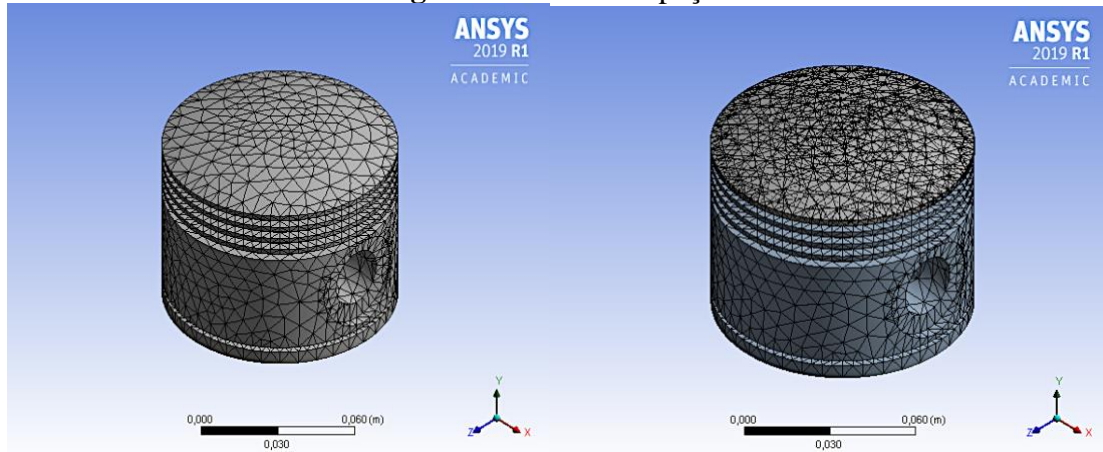 ANSYS
2019 R1
ACADEMIC
0,000
0,060 (m)
0,030
Y
Z
X
ANSYS
2019 R1
ACADEMIC
0,000
0,060 (m)
0,030
Y
Z
X